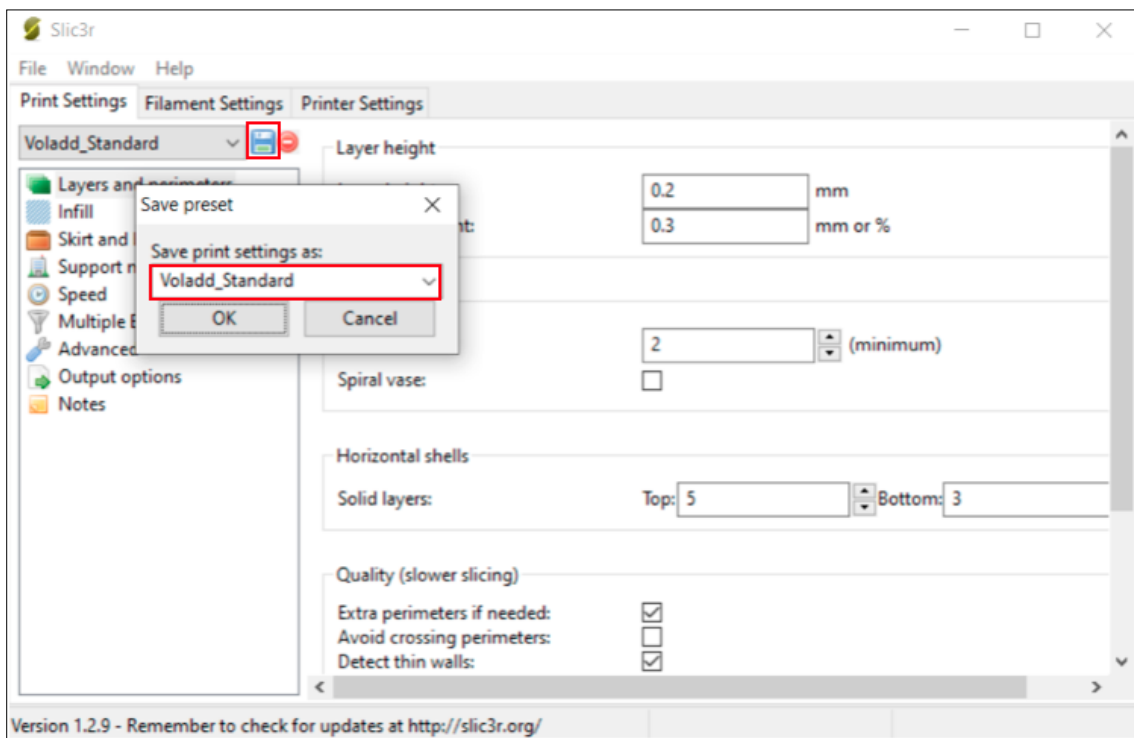 Slic3r
File Window Help
Print Settings Filament Settings Printer Settings
Voladd_Standard
Layers and perimeters
Infill
Skirt and
Support
Speed
Multiple
Advanced
Output options
Notes
Save preset
Save print settings as:
Voladd_Standard
OK Cancel
Layer height
0.2 mm
0.3 mm or %
2 (minimum)
Spiral vase:
Horizontal shells
Solid layers: Top: 5 Bottom: 3
Quality (slower slicing)
Extra perimeters if needed:
Avoid crossing perimeters:
Detect thin walls:
Version 1.2.9 - Remember to check for updates at http://slic3r.org/